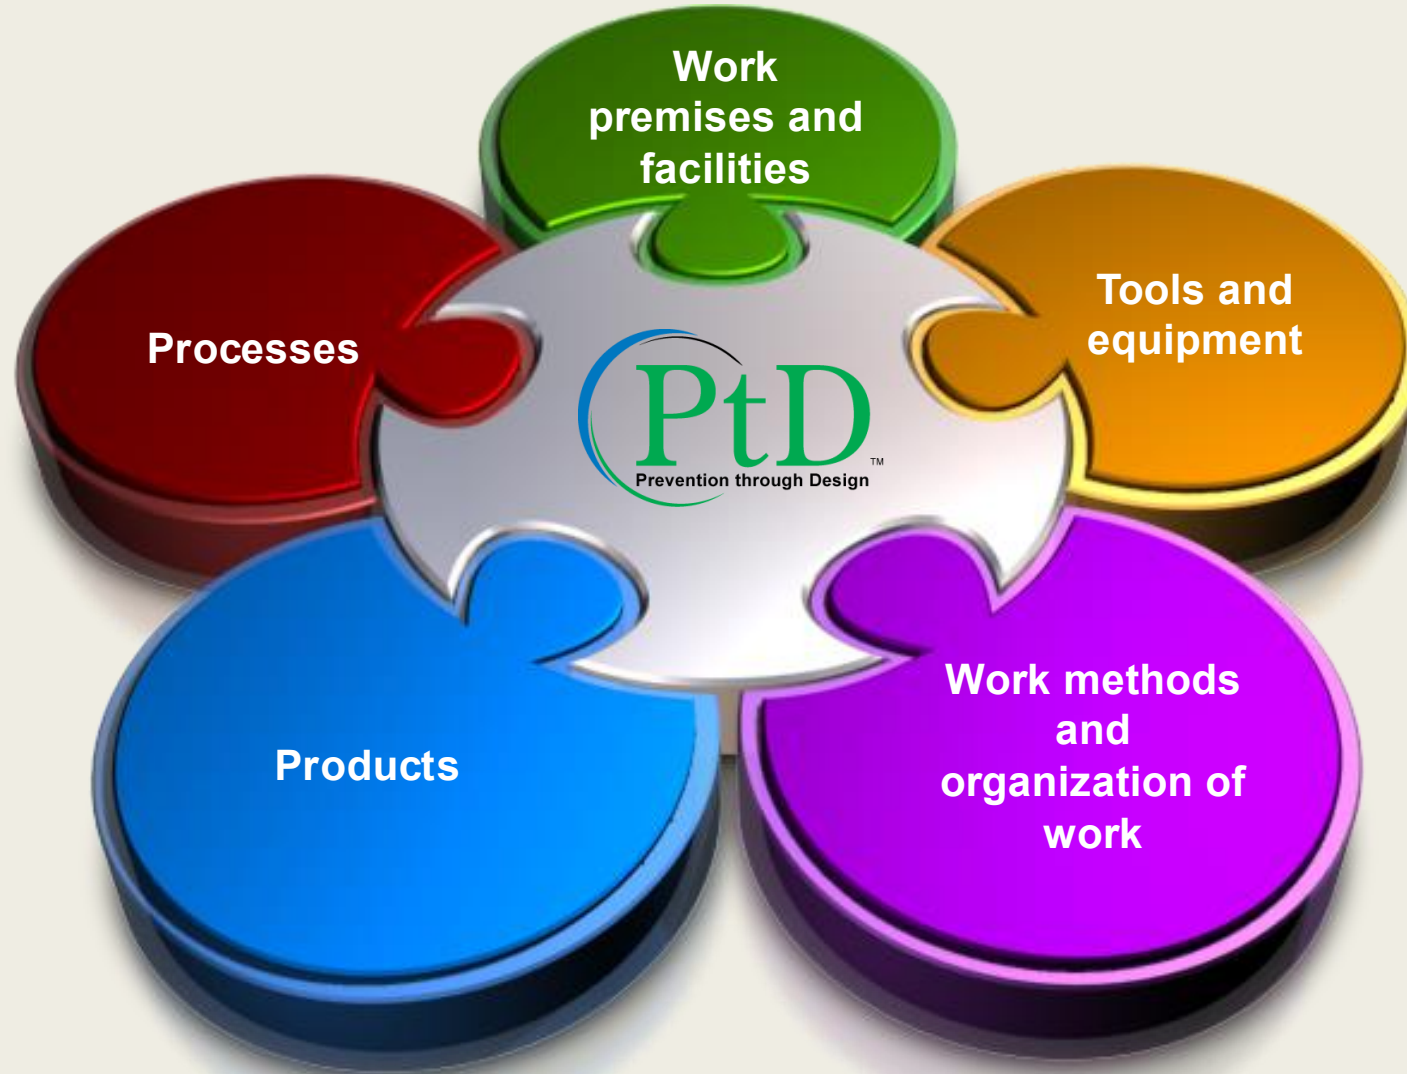 Work
premises and
facilities
Tools and
equipment
Processes
PtD
™
Prevention through Design
Work methods
and
organization of
work
Products